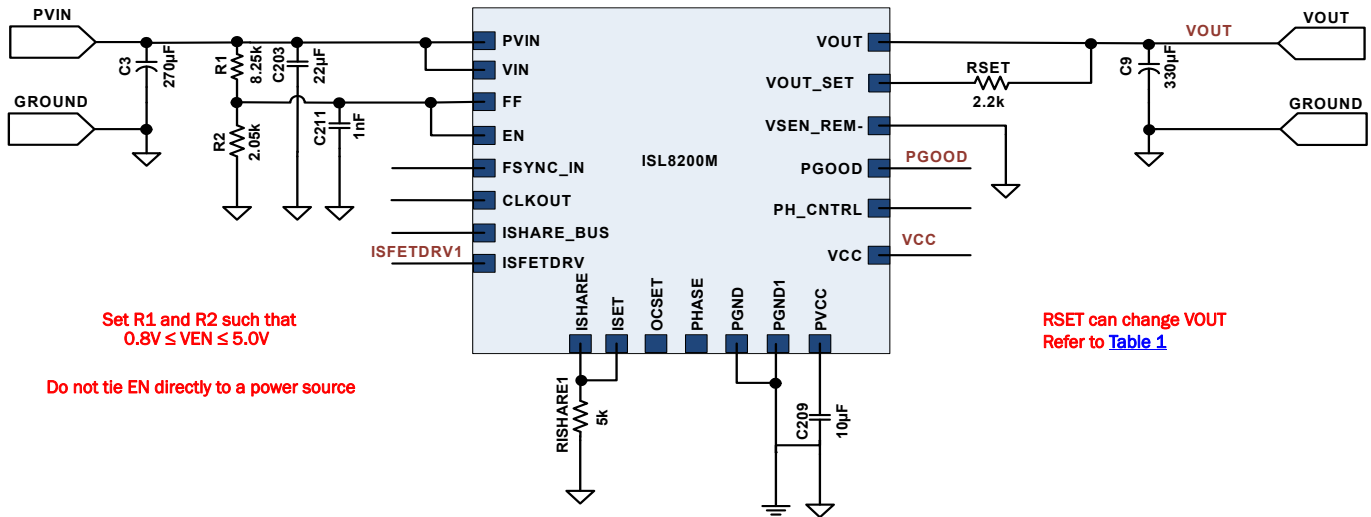 PVIN
GROUND
C3
270µF
R1
8.25k
C203
22µF
R2
2.05k
C211
1nF
PVIN
VIN
FF
EN
FSYNC_IN
CLKOUT
ISHARE_BUS
ISFETDRV
ISFETDRV1
ISL8200M
VOUT
VOUT_SET
VSEN_REM-
PGOOD
PH_CNTRL
VCC
PGOOD
VCC
RSET
2.2k
VOUT
C9
330µF
VOUT
GROUND
ISHARE
ISET
OCSET
PHASE
PGND
PGND1
PVCC
RISHARE1
5k
C209
10µF
Set R1 and R2 such that
0.8V ≤ VEN ≤ 5.0V
Do not tie EN directly to a power source
RSET can change VOUT
Refer to Table 1